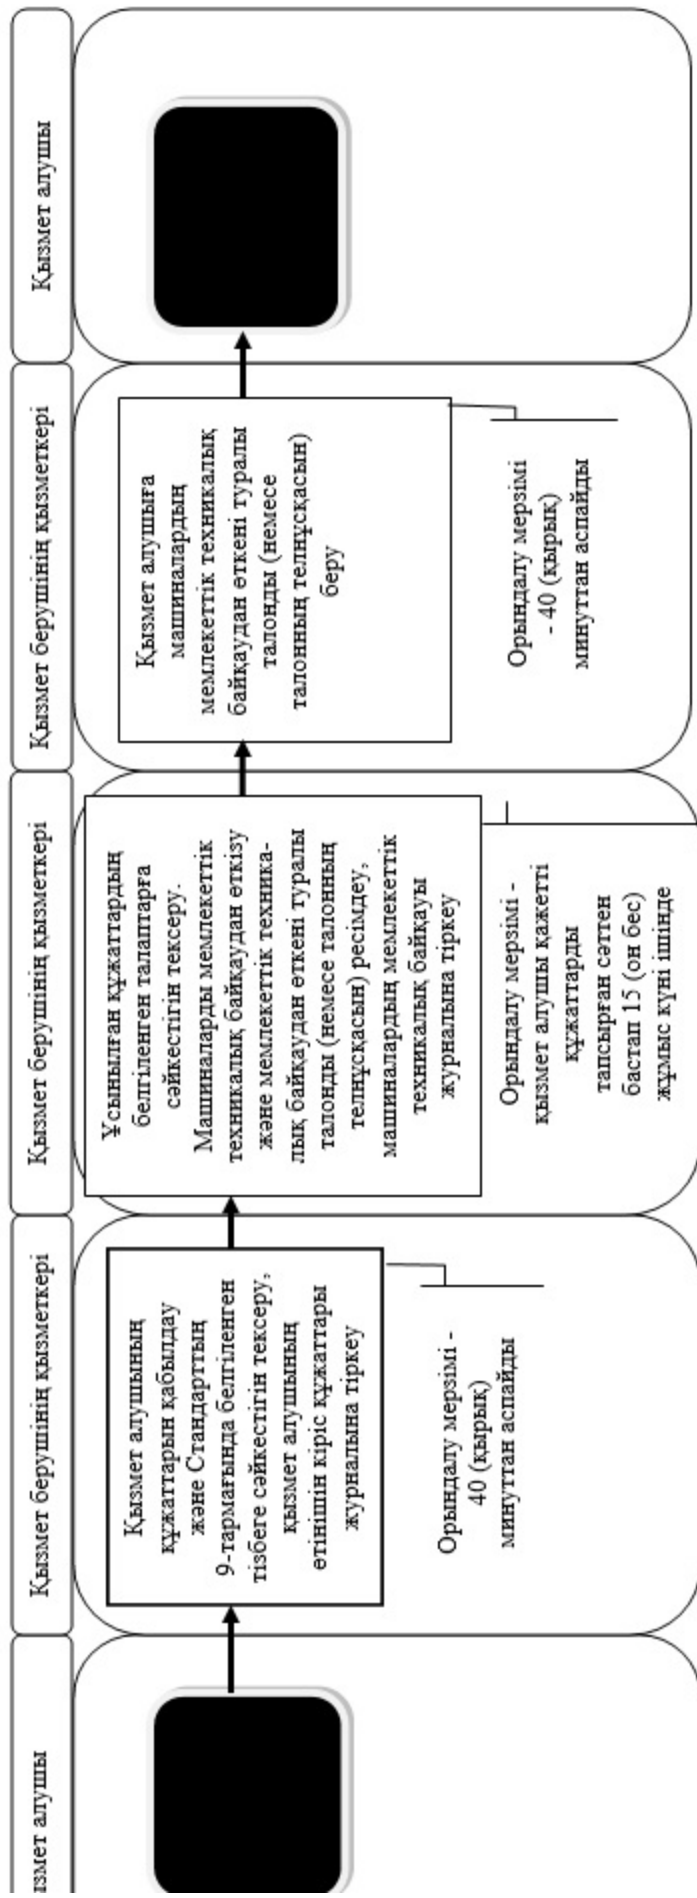 ызмет алушы
Қызмет берушінің қызметкері
Қызмет алушының
құжаттарын қабылдау
және Стандарттың
9-тармағында белгіленген
тізбеге сәйкестігін тексеру,
қызмет алушының
өтінішін кіріс құжаттары
журналына тіркеу
Орындалу мерзімі -
40 (қырық)
минуттан аспайды
Қызмет берушінің қызметкері
Ұсынылған құжаттардың
белгіленген талаптарға
сәйкестігін тексеру.
Машиналарды мемлекеттік
техникалық байқаудан өткізу
және мемлекеттік техника-
лық байқаудан өткені туралы
талонды (немесе талонның
телнұсқасын) ресімдеу,
машиналардың мемлекеттік
техникалық байқауы
журналына тіркеу
Орындалу мерзімі -
қызмет алушы қажетті
құжаттарды
тапсырған сәттен
бастап 15 (он бес)
жұмыс күні ішінде
Қызмет берушінің қызметкері
Қызмет алушыға
машиналардың
мемлекеттік техникалық
байқаудан өткені туралы
талонды (немесе
талонның телнұсқасын)
беру
Орындалу мерзімі
- 40 (қырық)
минуттан аспайды
Қызмет алушы